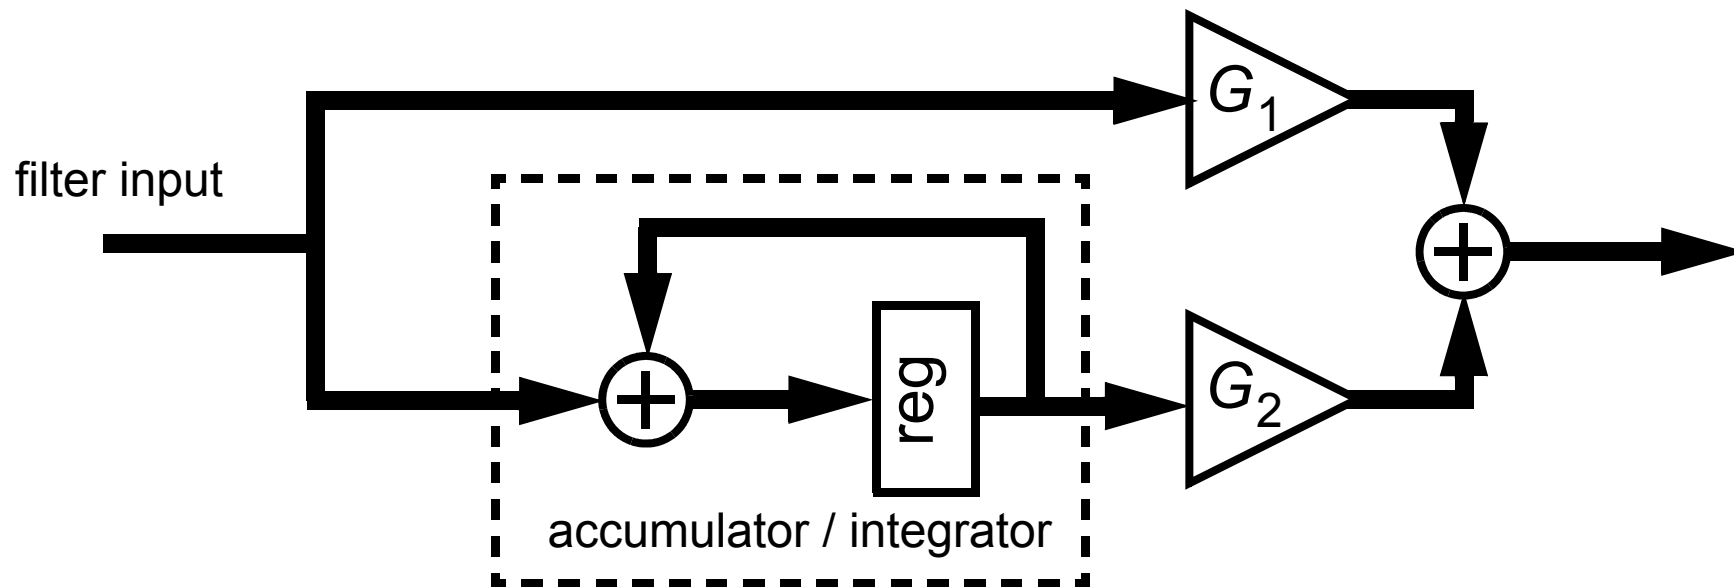 G1
filter input
G2
reg
accumulator / integrator